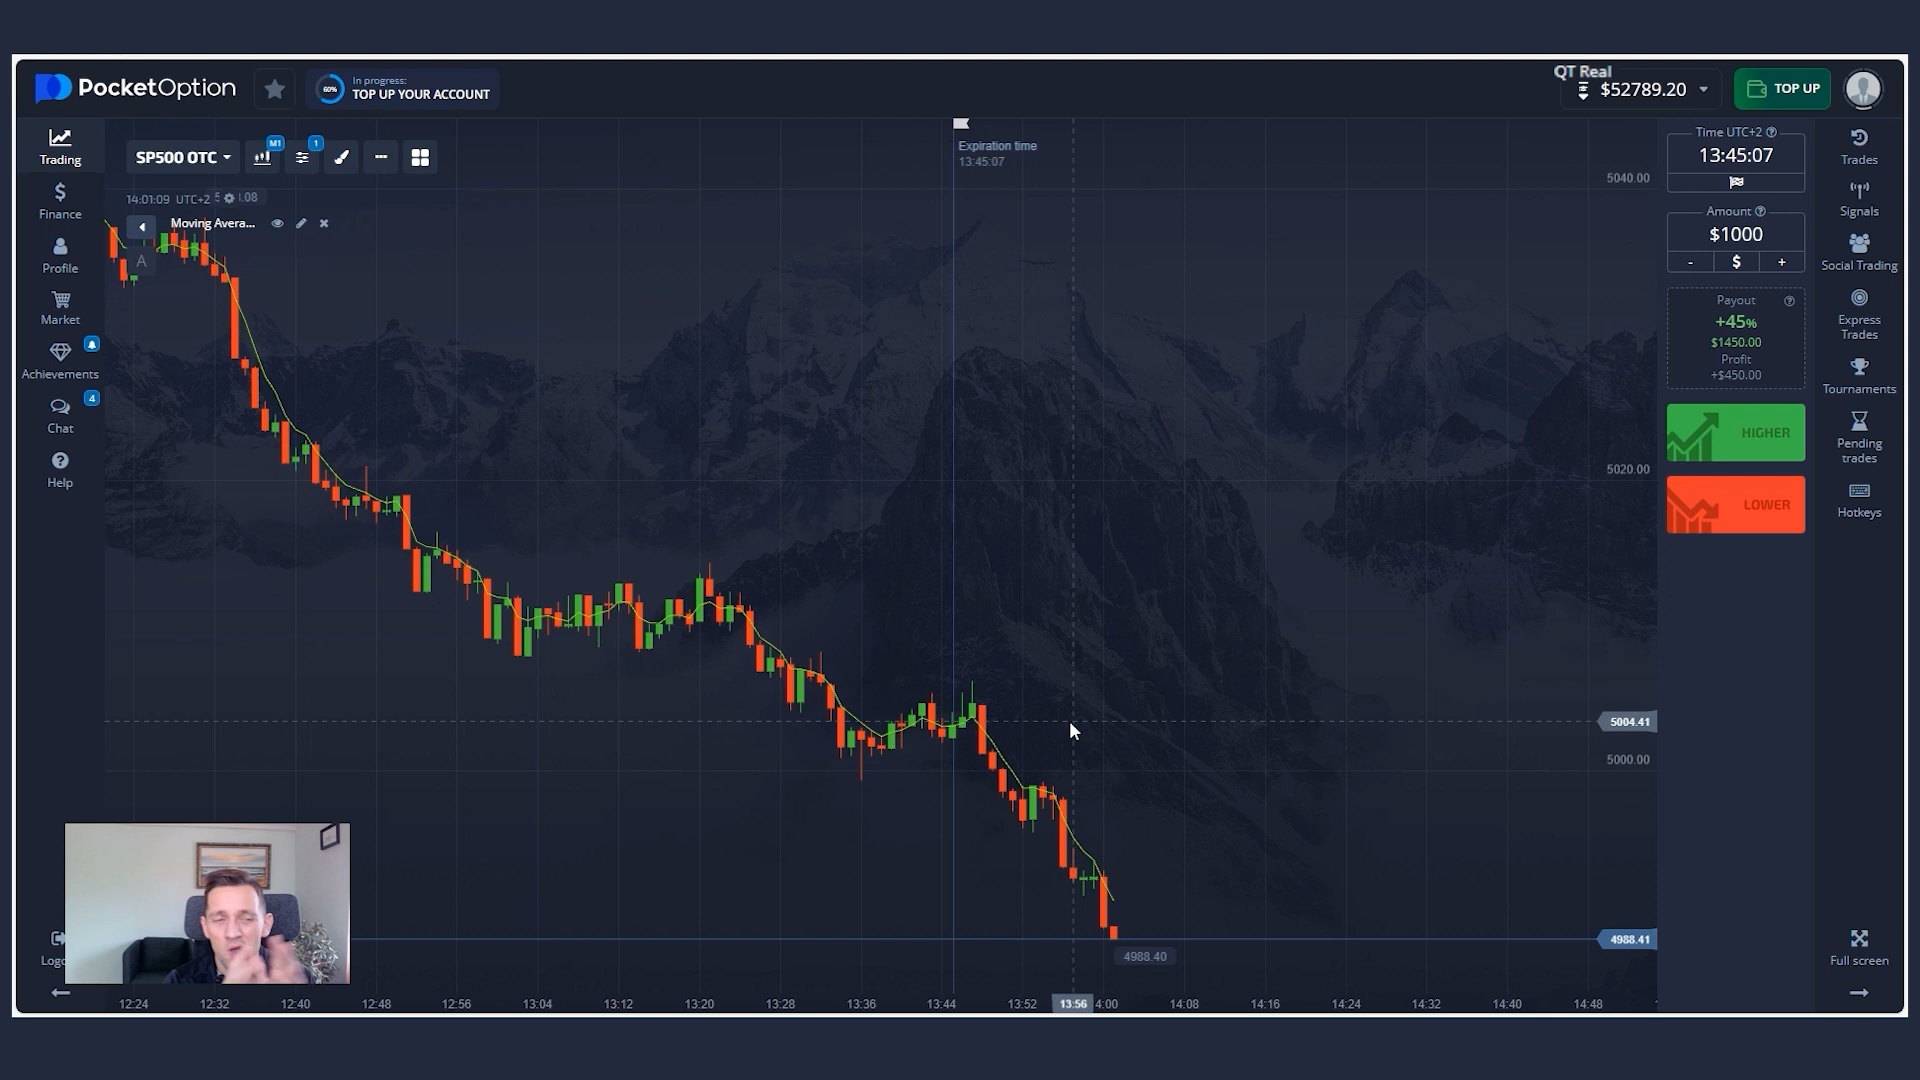 PocketOption
60%
In progress:
TOP UP YOUR ACCOUNT
QT Real
$52789.20
TOP UP
Trading
Finance
Profile
Market
Achievements
4
Chat
Help
SP500 OTC
M1
1
14:01:09 UTC+2
Moving Avera...
A
Expiration time
13:45:07
5040.00
5020.00
5004.41
5000.00
4988.41
4988.40
12:24 12:32 12:40 12:48 12:56 13:04 13:12 13:20 13:28 13:36 13:44 13:52 13:56 4:00 14:08 14:16 14:24 14:32 14:40 14:48
Time UTC+2
13:45:07
Amount
$1000
- $ +
Payout
+45%
$1450.00
Profit
+$450.00
HIGHER
LOWER
Trades
Signals
Social Trading
Express
Trades
Tournaments
Pending
trades
Hotkeys
Full screen